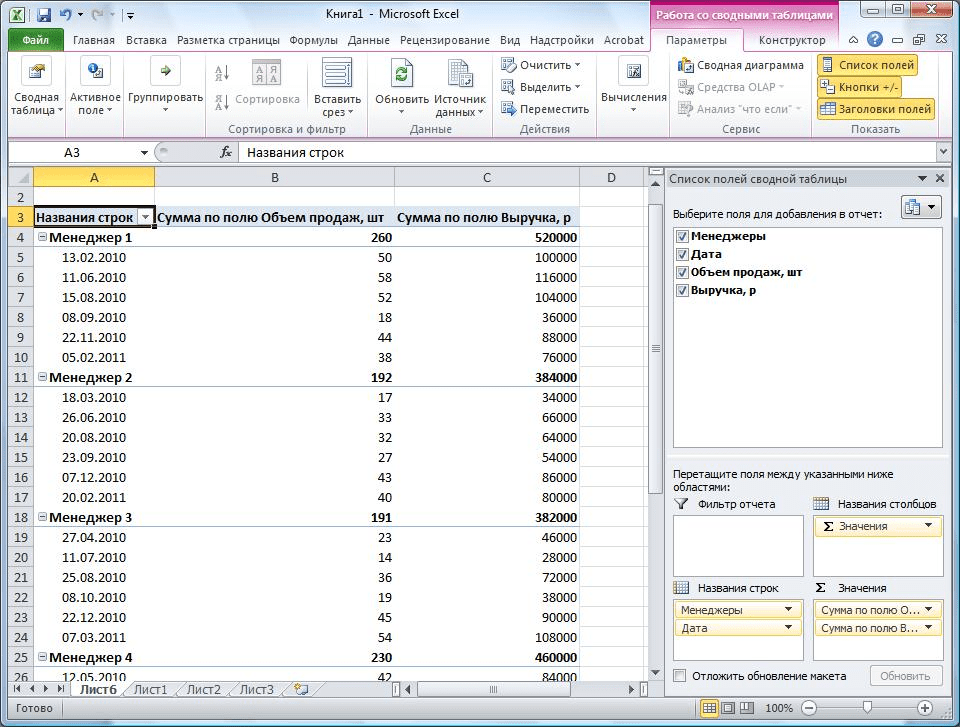 Книга1 - Microsoft Excel
Работа со сводными таблицами
Файл Главная Вставка Разметка страницы Формулы Данные Рецензирование Вид Надстройки Acrobat Параметры Конструктор
Сводная таблица
Активное поле
Группировать
Сортировка
Вставить срез
Сортировка и фильтр
Обновить
Источник данных
Данные
Очистить
Выделить
Переместить
Действия
Вычисления
Сводная диаграмма
Средства OLAP
Анализ "что если"
Сервис
Список полей
Кнопки +/-
Заголовки полей
Показать
A3 fx Названия строк
A B C D
2
3 Названия строк Сумма по полю Объем продаж, шт Сумма по полю Выручка, р
4 Менеджер 1 260 520000
5 13.02.2010 50 100000
6 11.06.2010 58 116000
7 15.08.2010 52 104000
8 08.09.2010 18 36000
9 22.11.2010 44 88000
10 05.02.2011 38 76000
11 Менеджер 2 192 384000
12 18.03.2010 17 34000
13 26.06.2010 33 66000
14 20.08.2010 32 64000
15 23.09.2010 27 54000
16 07.12.2010 43 86000
17 20.02.2011 40 80000
18 Менеджер 3 191 382000
19 27.04.2010 23 46000
20 11.07.2010 14 28000
21 25.08.2010 36 72000
22 08.10.2010 19 38000
23 22.12.2010 45 90000
24 07.03.2011 54 108000
25 Менеджер 4 230 460000
26 12.05.2010 42 84000
Лист6 Лист1 Лист2 Лист3
Список полей сводной таблицы
Выберите поля для добавления в отчет:
Менеджеры
Дата
Объем продаж, шт
Выручка, р
Перетащите поля между указанными ниже
областями:
Фильтр отчета Названия столбцов
Σ Значения
Названия строк Σ Значения
Менеджеры Сумма по полю О...
Дата Сумма по полю В...
Отложить обновление макета Обновить
Готово 100%